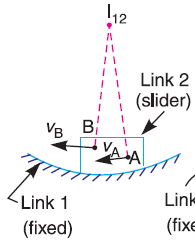 I12
Link 2
(slider)
B
vB
vA
A
Link 1
(fixed)
Link
(fixe